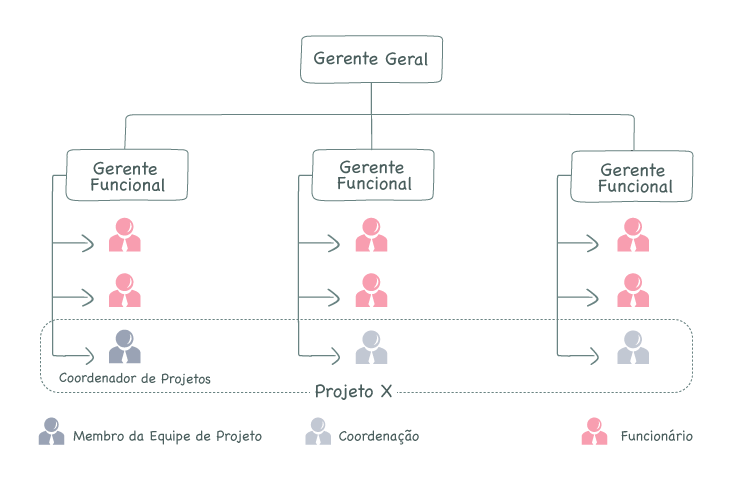 Gerente Geral
Gerente
Funcional
Gerente
Funcional
Gerente
Funcional
Coordenador de Projetos
Projeto X
Membro da Equipe de Projeto
Coordenação
Funcionário